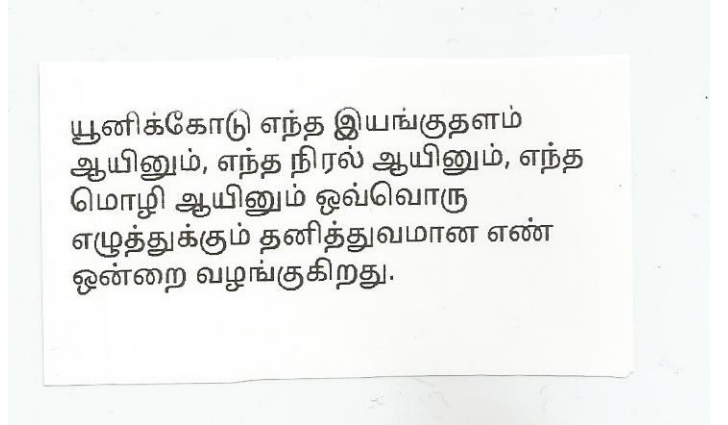 யூனிக்கோடு எந்த இயங்குதளம்
ஆயினும், எந்த நிரல் ஆயினும், எந்த
மொழி ஆயினும் ஒவ்வொரு
எழுத்துக்கும் தனித்துவமான எண்
ஒன்றை வழங்குகிறது.